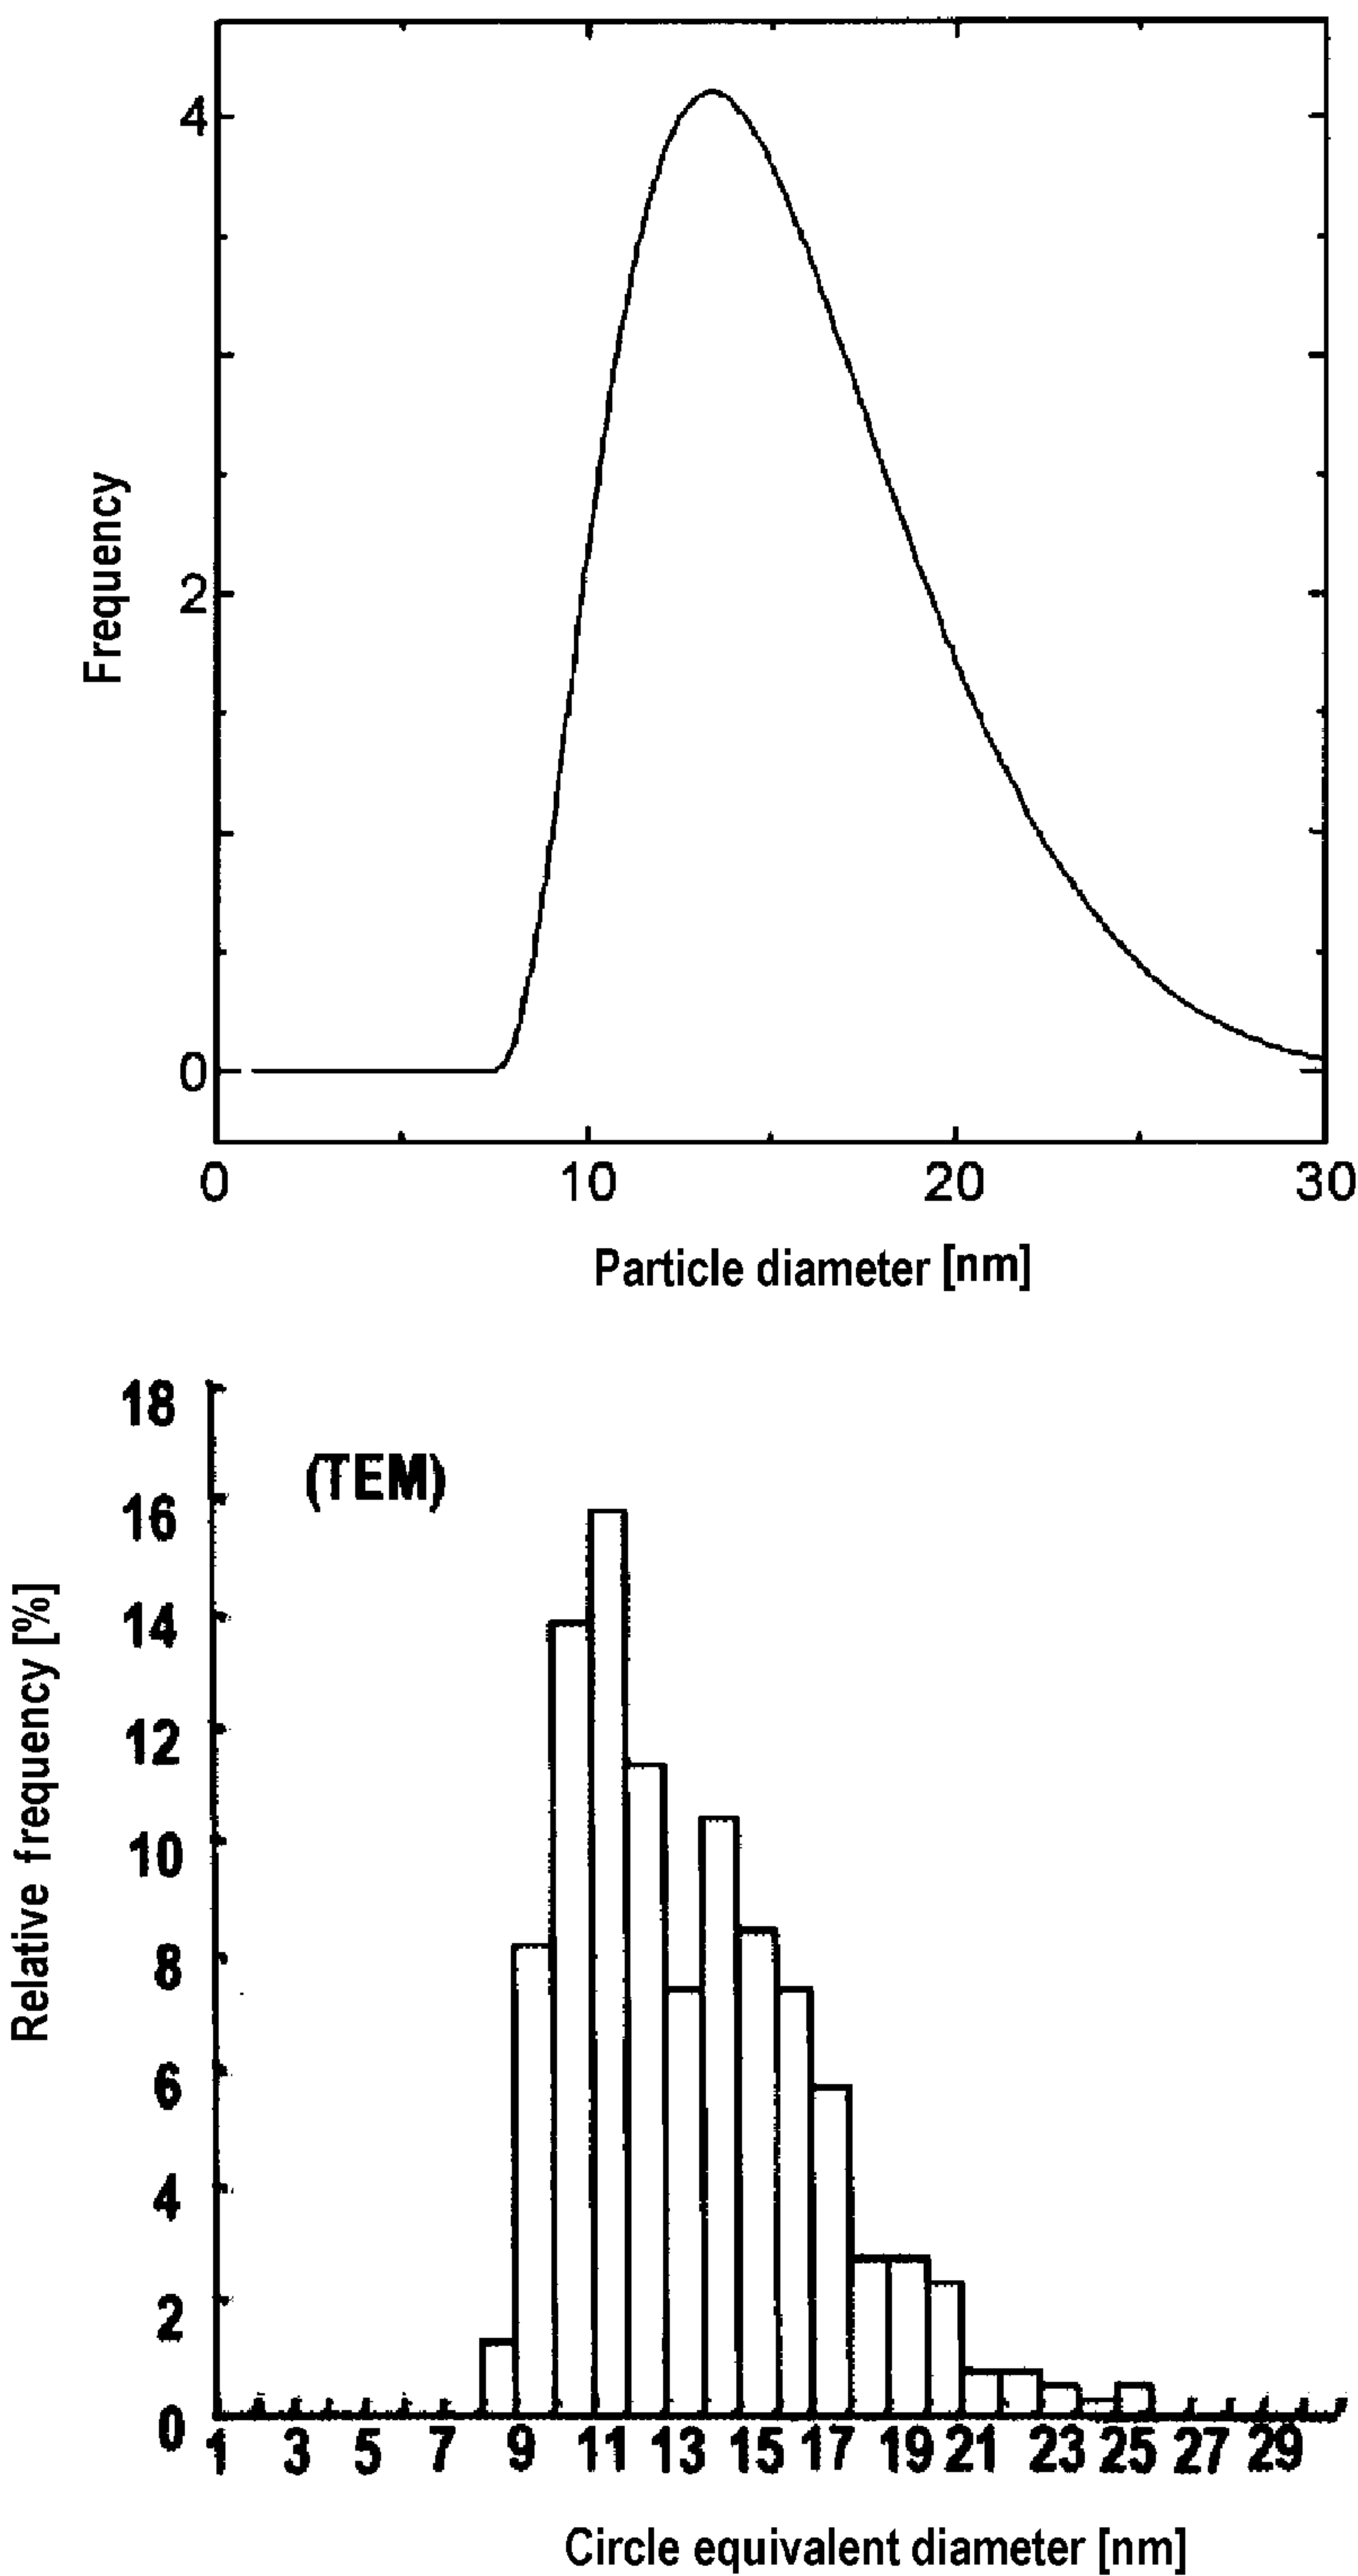 4
2
0
Frequency
0 10 20 30
Particle diameter [nm]
18
(TEM)
16
14
12
10
8
6
4
2
0
Relative frequency [%]
1 3 5 7 9 11 13 15 17 19 21 23 25 27 29
Circle equivalent diameter [nm]